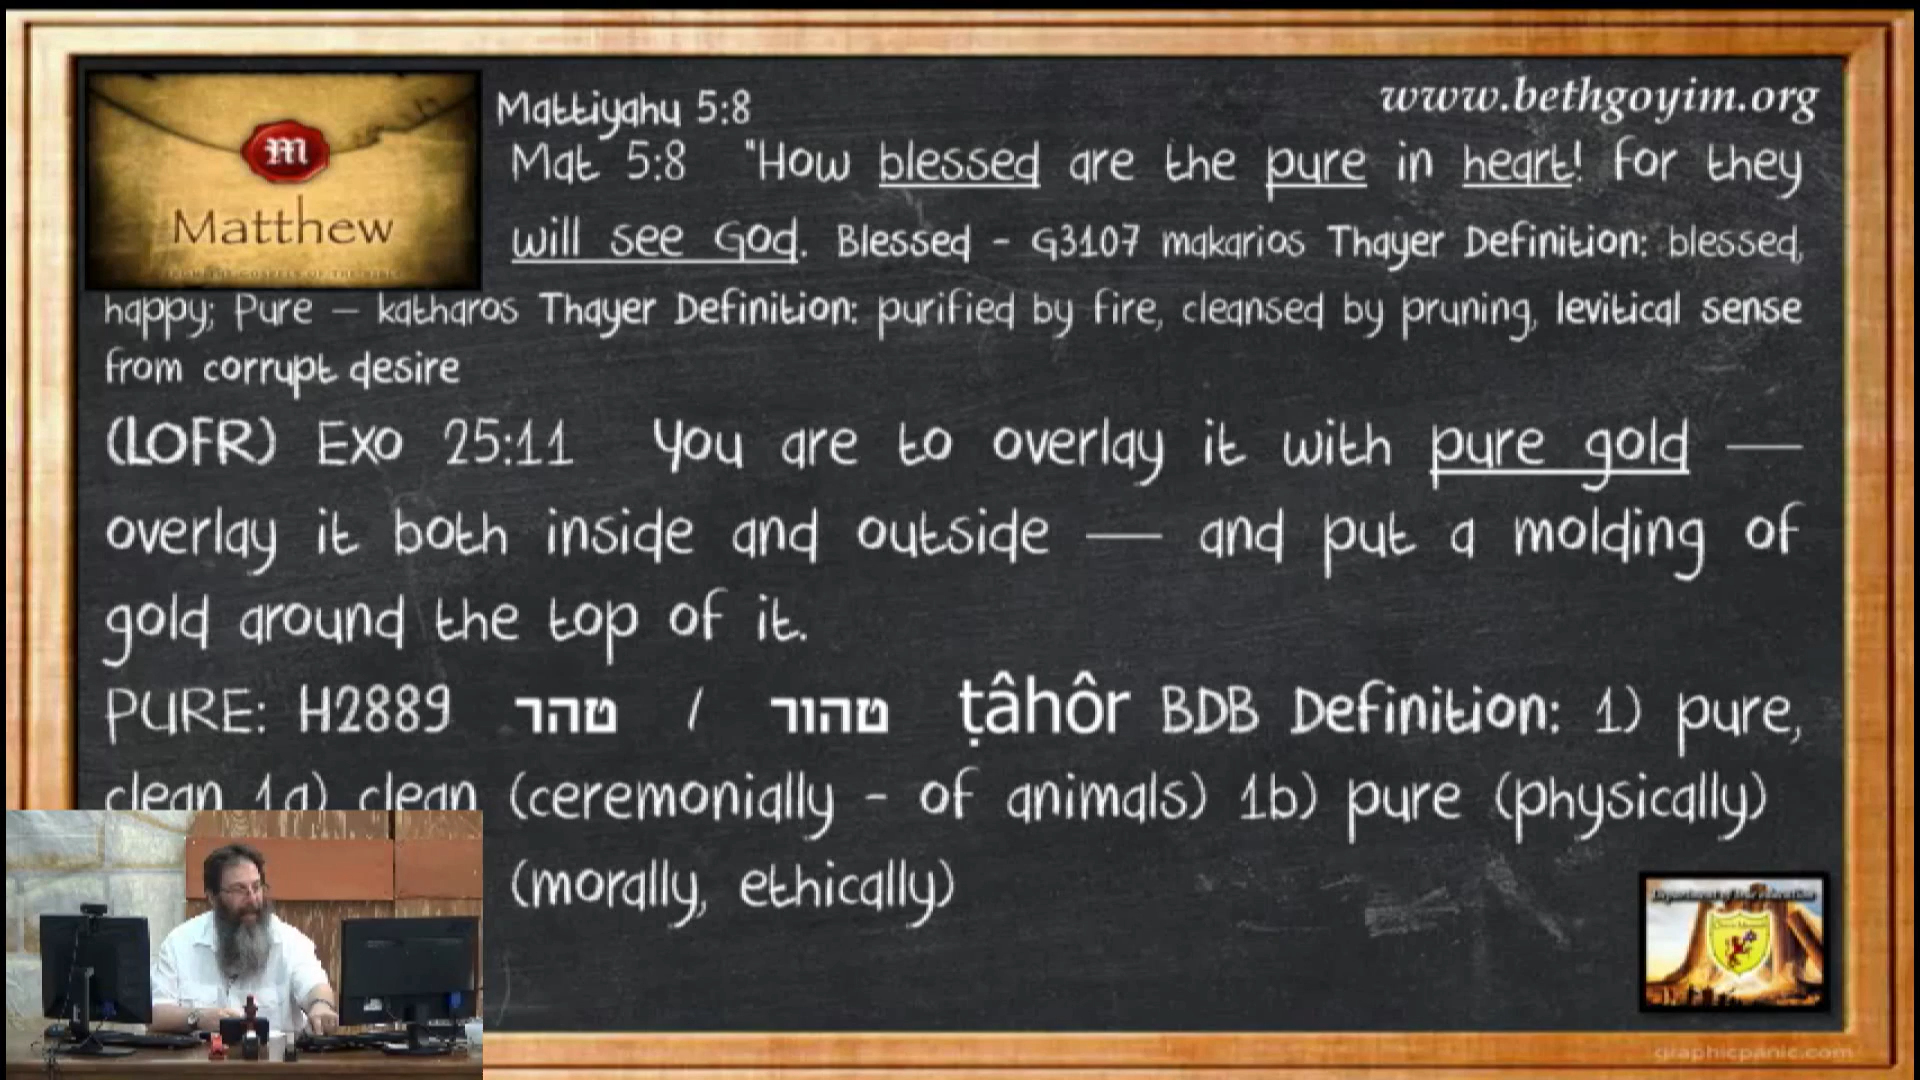 www.bethgoyim.org
M
Matthew
Mattiyahu 5:8
Mat 5:8 "How blessed are the pure in heart! for they
will see God. Blessed - G3107 makarios Thayer Definition: blessed,
happy; Pure – katharos Thayer Definition: purified by fire, cleansed by pruning, levitical sense
from corrupt desire
(LOFR) Exo 25:11 You are to overlay it with pure gold —
overlay it both inside and outside — and put a molding of
gold around the top of it.
PURE: H2889 טהר / טהור ṭâhôr BDB Definition: 1) pure,
clean 1a) clean (ceremonially - of animals) 1b) pure (physically)
(morally, ethically)
graphicpanic.com